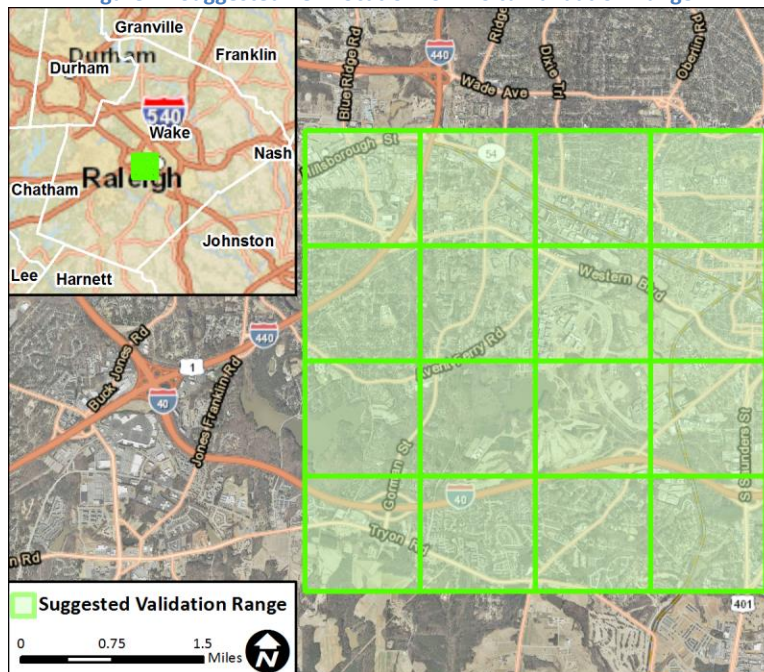 Granville
Durham
Franklin
Durham
540
Wake
Nash
Raleigh
Chatham
Johnston
Lee
Harnett
Blue Ridge Rd
440
Wade Ave
Dixie Trl
Oberlin Rd
Hillsborough St
54
Western Blvd
Avent Ferry Rd
Buck Jones Rd
1
440
40
Jones Franklin Rd
Gorman St
40
S Saunders St
Tryon Rd
401
Suggested Validation Range
0 0.75 1.5
Miles
N